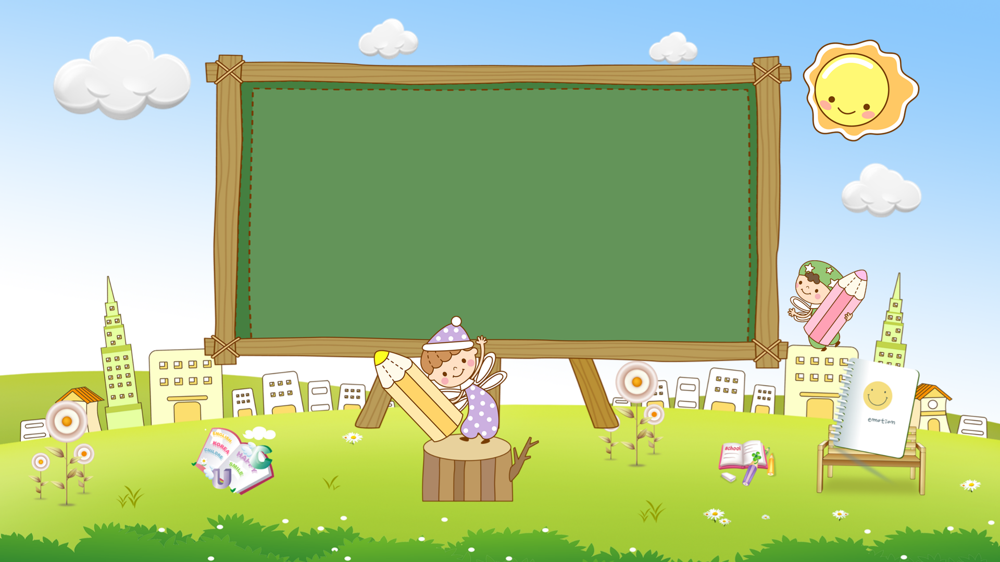 ENGLISH
KOREA
CHILDRE
HAPPY
SMILE
C
U
school
emotion